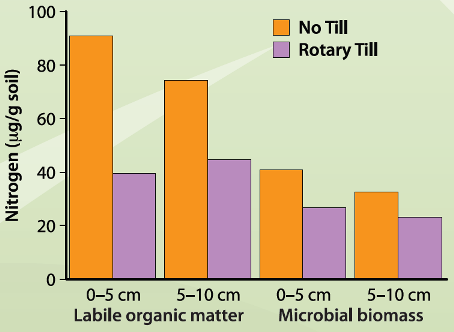 No Till
Rotary Till
Nitrogen (μg/g soil)
100
80
60
40
20
0
0–5 cm 5–10 cm 0–5 cm 5–10 cm
Labile organic matter Microbial biomass